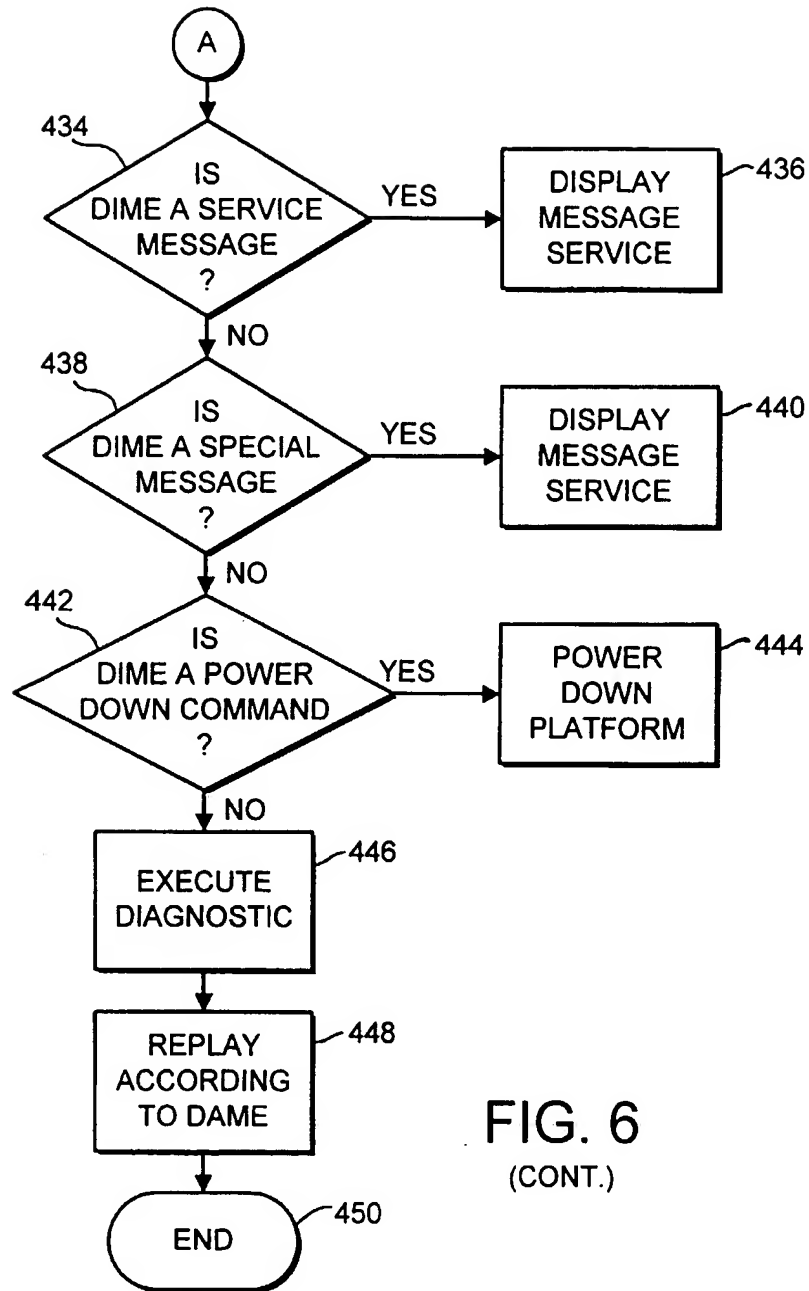 A
434
IS
DIME A SERVICE
MESSAGE
?
YES
DISPLAY
MESSAGE
SERVICE
436
NO
438
IS
DIME A SPECIAL
MESSAGE
?
YES
DISPLAY
MESSAGE
SERVICE
440
NO
442
IS
DIME A POWER
DOWN COMMAND
?
YES
POWER
DOWN
PLATFORM
444
NO
EXECUTE
DIAGNOSTIC
446
REPLAY
ACCORDING
TO DAME
448
END
450
FIG. 6
(CONT.)